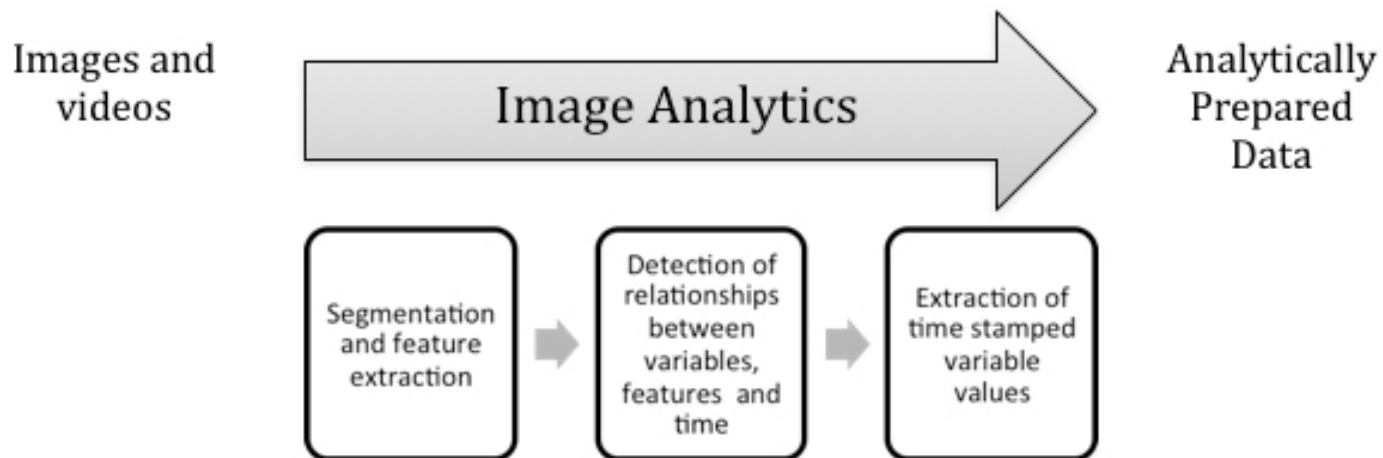 Images and
videos
Image Analytics
Analytically
Prepared
Data
Segmentation
and feature
extraction
Detection of
relationships
between
variables,
features and
time
Extraction of
time stamped
variable
values